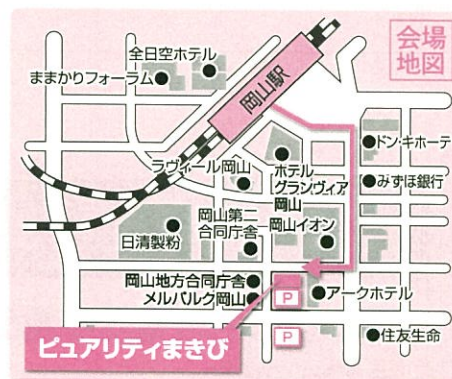 会場
地図
全日空ホテル
ままかりフォーラム
岡山駅
ドン・キホーテ
ラヴィール岡山
ホテル
グランヴィア
岡山
みずほ銀行
岡山第二
合同庁舎
岡山イオン
日清製粉
岡山地方合同庁舎
メルパルク岡山
P
アークホテル
ピュアリティまきび
P
住友生命